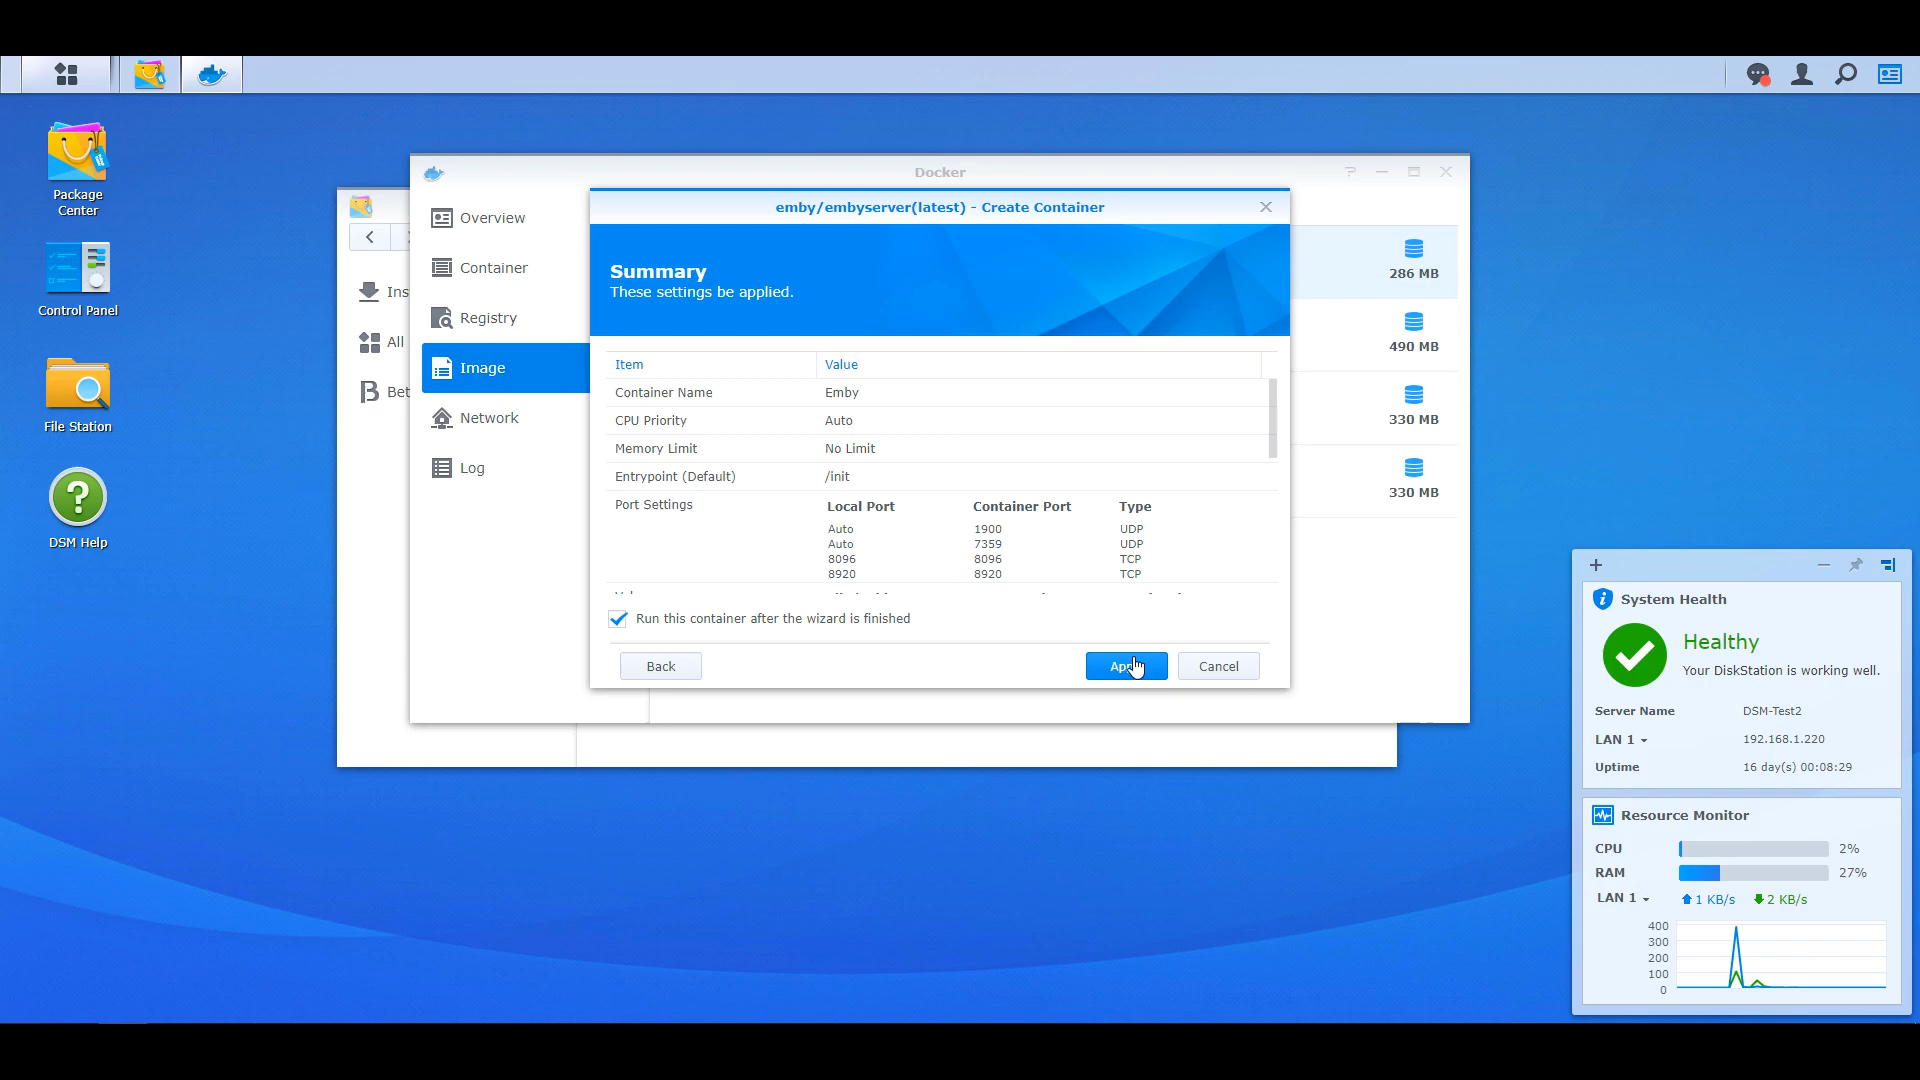 Package
Center
Control Panel
File Station
DSM Help
Docker
Overview
Container
Registry
Image
Network
Log
All
emby/embyserver(latest) - Create Container
Summary
These settings be applied.
Item Value
Container Name Emby
CPU Priority Auto
Memory Limit No Limit
Entrypoint (Default) /init
Port Settings Local Port Container Port Type
Auto 1900 UDP
Auto 7359 UDP
8096 8096 TCP
8920 8920 TCP
Run this container after the wizard is finished
Back Cancel
286 MB
490 MB
330 MB
330 MB
System Health
Healthy
Your DiskStation is working well.
Server Name DSM-Test2
LAN 1 192.168.1.220
Uptime 16 day(s) 00:08:29
Resource Monitor
CPU 2%
RAM 27%
LAN 1 1 KB/s 2 KB/s
400
300
200
100
0